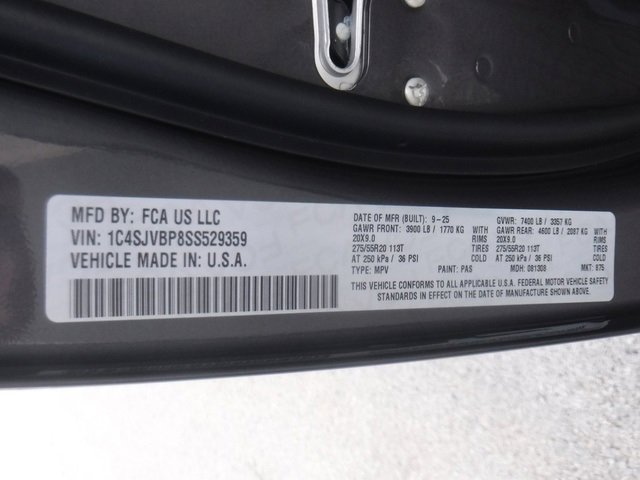 MFD BY: FCA US LLC
VIN: 1C4SJVBP8SS529359
VEHICLE MADE IN: U.S.A.
DATE OF MFR (BUILT): 9-25 GVWR: 7400 LB / 3357 KG
GAWR FRONT: 3900 LB / 1770 KG RIMS GAWR REAR: 4600 LB / 2087 KG RIMS
20X9.0 20X9.0
275/55R20 113T TIRES 275/55R20 113T TIRES
AT 250 kPa / 36 PSI COLD AT 250 kPa / 36 PSI COLD
TYPE: MPV PAINT: PAS MDH: 081308 MKT: 875
THIS VEHICLE CONFORMS TO ALL APPLICABLE U.S.A. FEDERAL MOTOR VEHICLE SAFETY
STANDARDS IN EFFECT ON THE DATE OF MANUFACTURE SHOWN ABOVE.